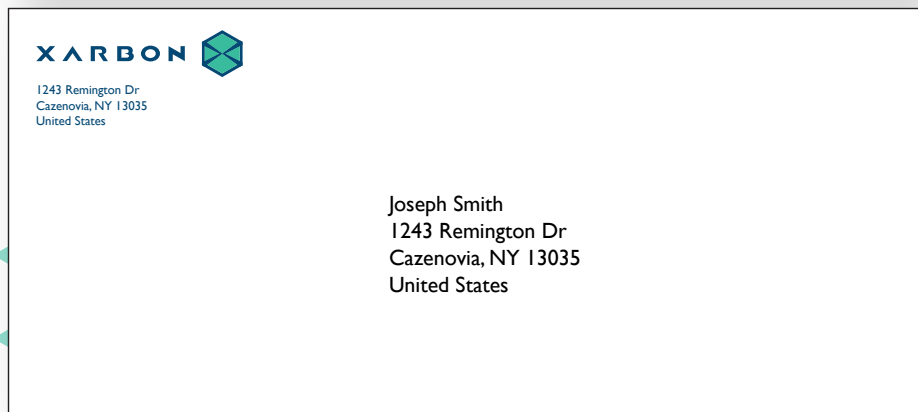 XARBON
1243 Remington Dr
Cazenovia, NY 13035
United States
Joseph Smith
1243 Remington Dr
Cazenovia, NY 13035
United States